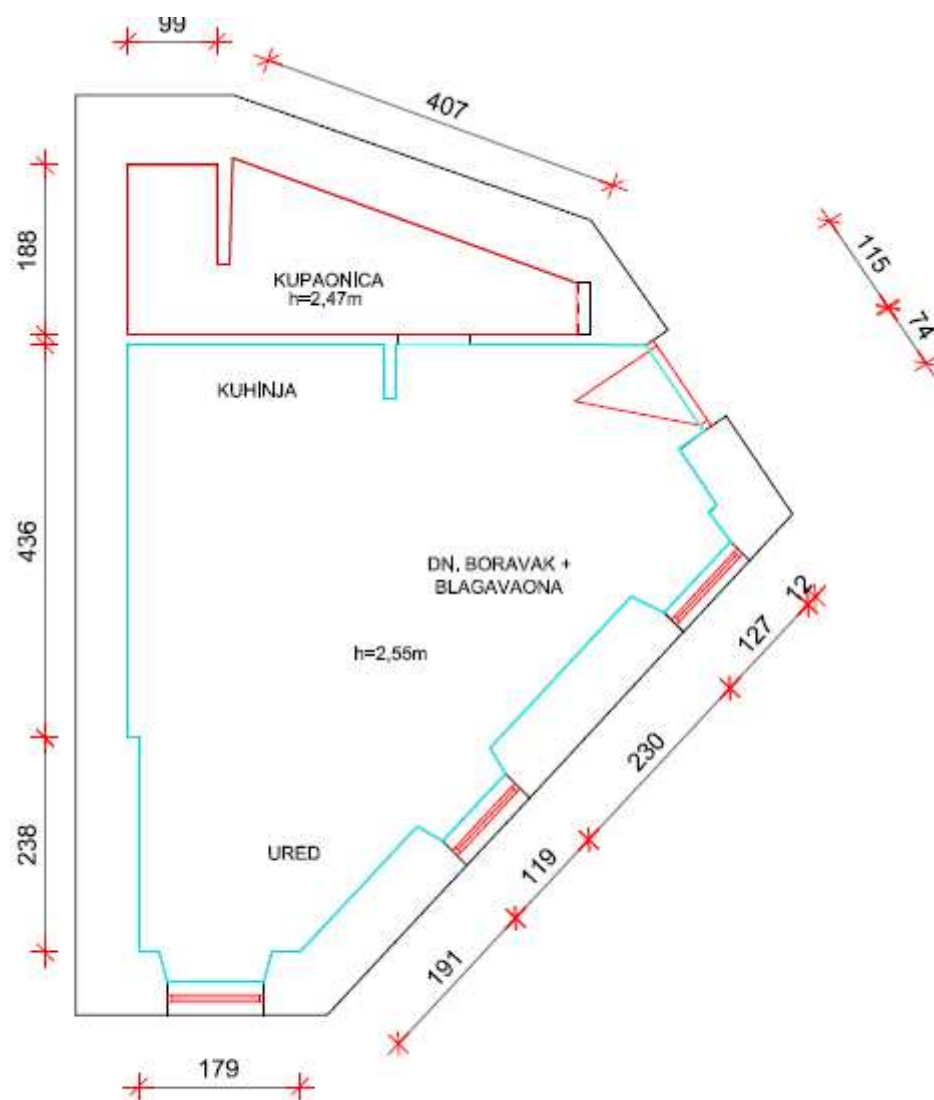 99
407
188
115
74
KUPAONICA
h=2,47m
KUHINJA
436
DN. BORAVAK +
BLAGAVAONA
12
127
h=2,55m
230
238
URED
119
191
179